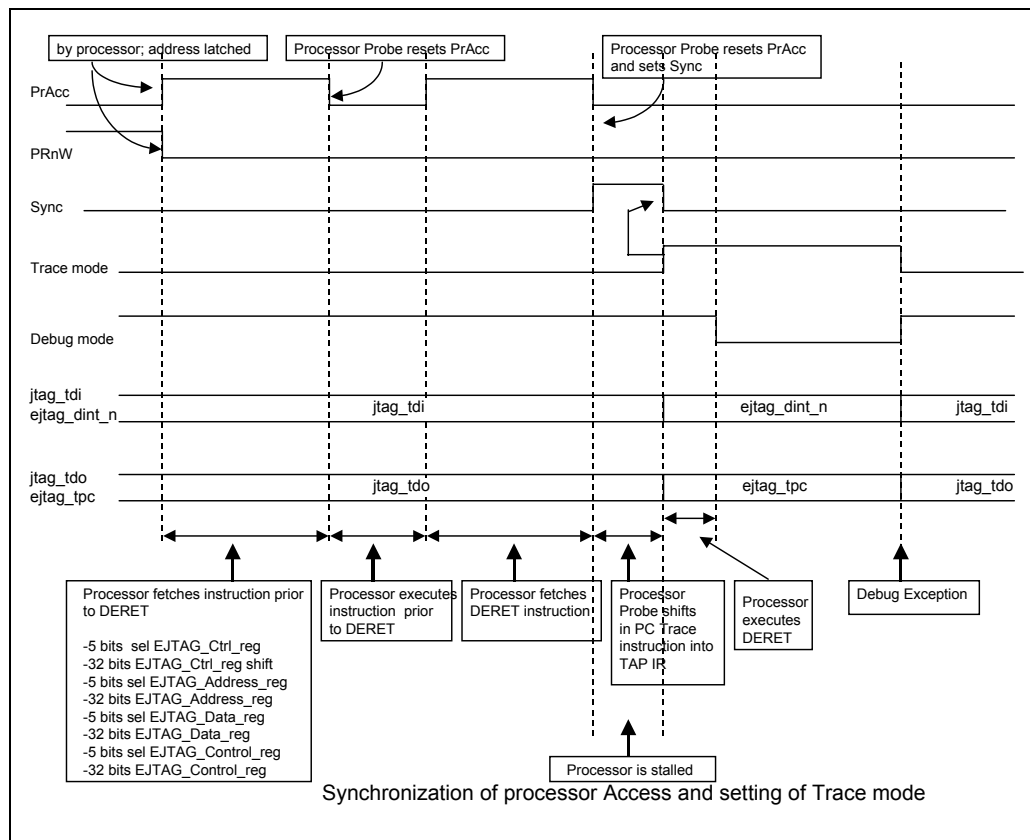 by processor; address latched
Processor Probe resets PrAcc
Processor Probe resets PrAcc
and sets Sync
PrAcc
PRnW
Sync
Trace mode
Debug mode
jtag_tdi
ejtag_dint_n
jtag_tdi
ejtag_dint_n
jtag_tdi
jtag_tdo
ejtag_tpc
jtag_tdo
ejtag_tpc
jtag_tdo
Processor fetches instruction prior
to DERET
-5 bits sel EJTAG_Ctrl_reg
-32 bits EJTAG_Ctrl_reg shift
-5 bits sel EJTAG_Address_reg
-32 bits EJTAG_Address_reg
-5 bits sel EJTAG_Data_reg
-32 bits EJTAG_Data_reg
-5 bits sel EJTAG_Control_reg
-32 bits EJTAG_Control_reg
Processor executes
instruction prior
to DERET
Processor fetches
DERET instruction
Processor
Probe shifts
in PC Trace
instruction into
TAP IR
Processor
executes
DERET
Debug Exception
Processor is stalled
Synchronization of processor Access and setting of Trace mode